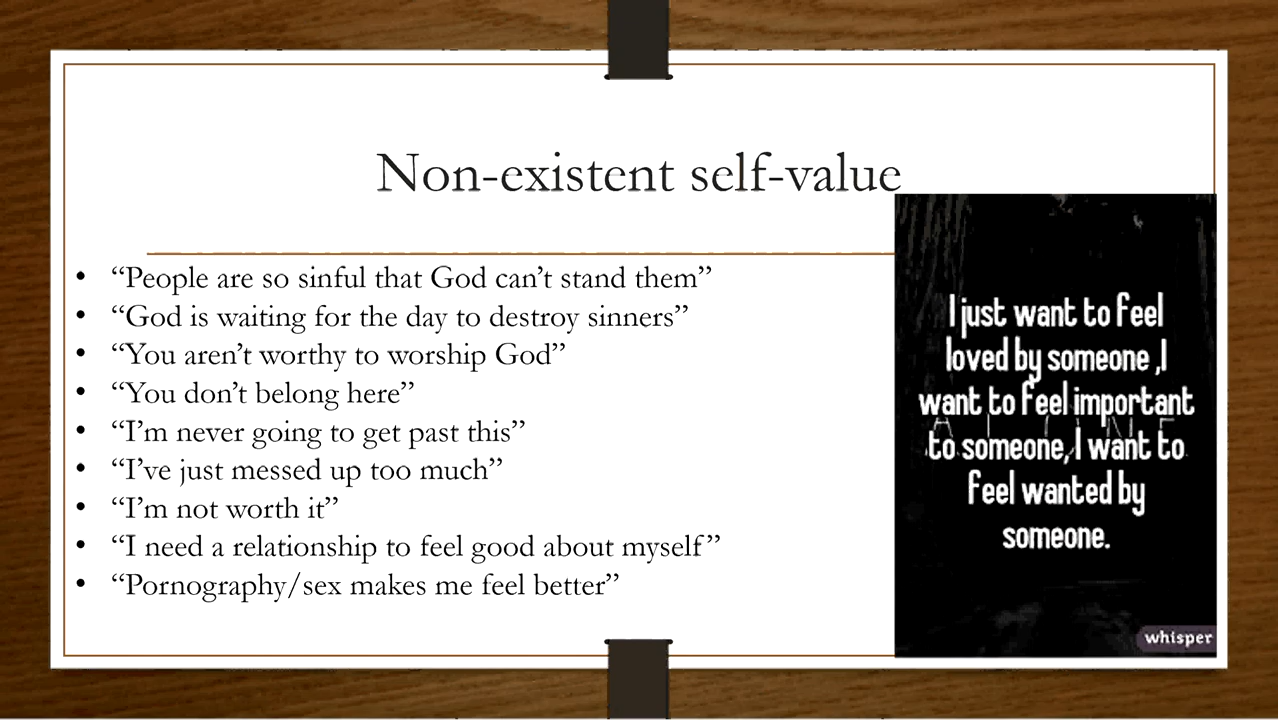 Non-existent self-value
• “People are so sinful that God can’t stand them”
• “God is waiting for the day to destroy sinners”
• “You aren’t worthy to worship God”
• “You don’t belong here”
• “I’m never going to get past this”
• “I’ve just messed up too much”
• “I’m not worth it”
• “I need a relationship to feel good about myself”
• “Pornography/sex makes me feel better”
I just want to feel
loved by someone ,I
want to feel important
to someone, I want to
feel wanted by
someone.
whisper